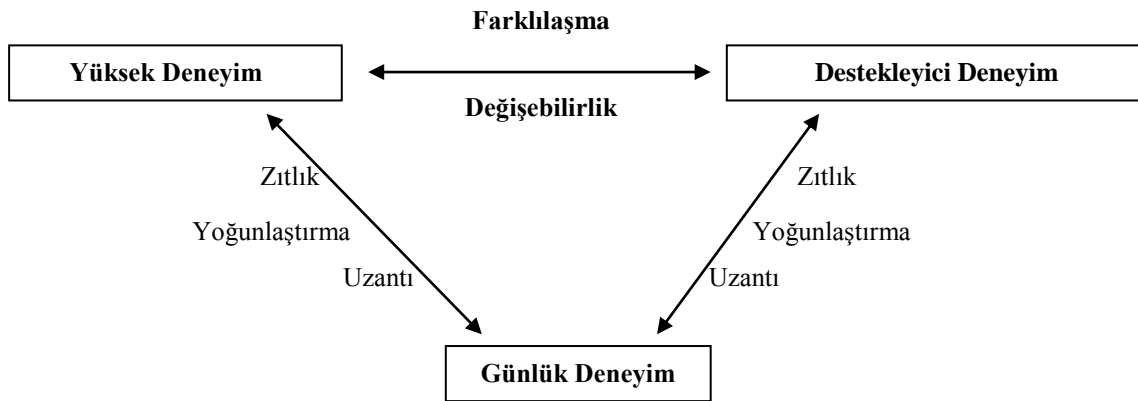 Farklılaşma
Yüksek Deneyim
Destekleyici Deneyim
Değişebilirlik
Zıtlık
Zıtlık
Yoğunlaştırma
Yoğunlaştırma
Uzantı
Uzantı
Günlük Deneyim